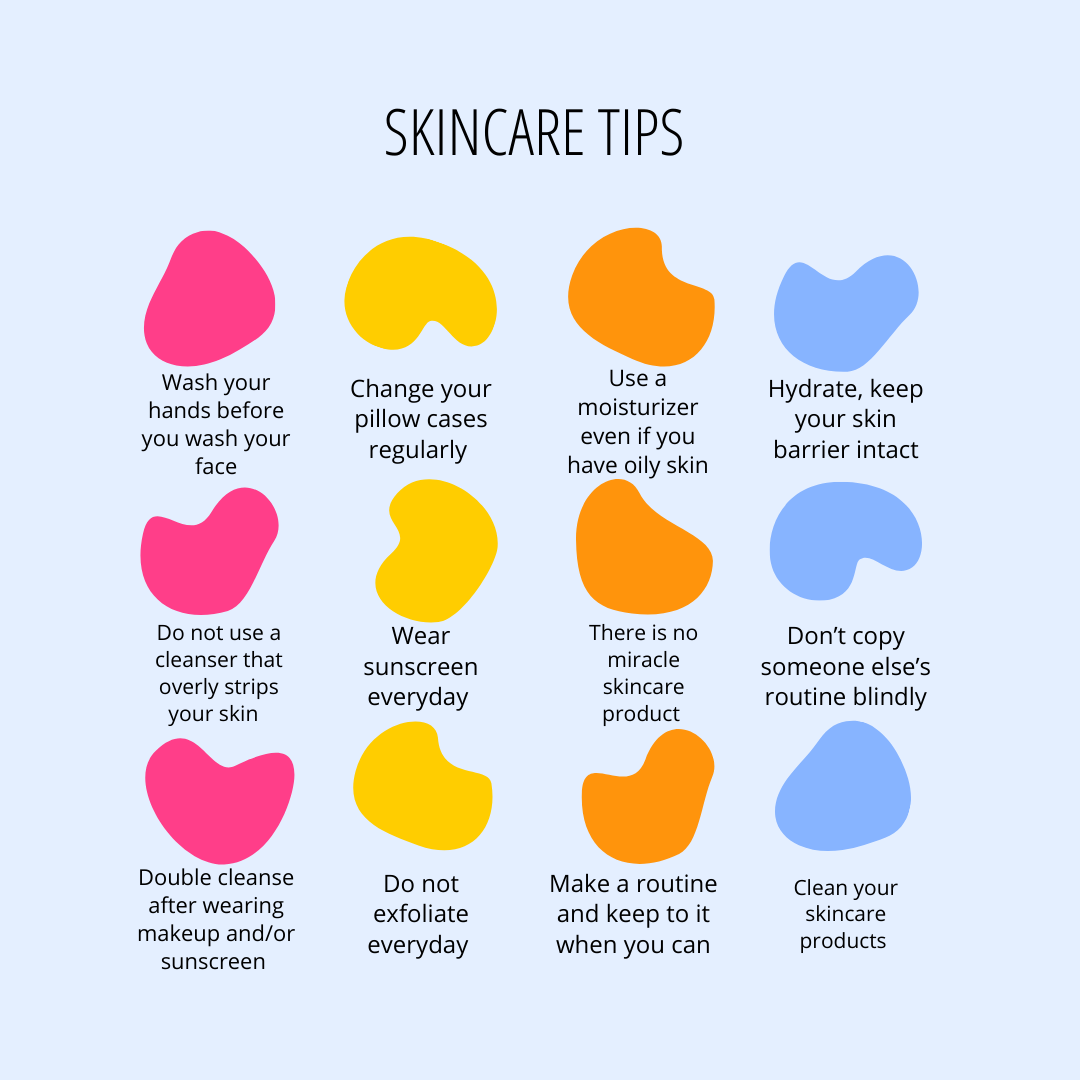 SKINCARE TIPS
Wash your
hands before
you wash your
face
Change your
pillow cases
regularly
Use a
moisturizer
even if you
have oily skin
Hydrate, keep
your skin
barrier intact
Do not use a
cleanser that
overly strips
your skin
Wear
sunscreen
everyday
There is no
miracle
skincare
product
Don’t copy
someone else’s
routine blindly
Double cleanse
after wearing
makeup and/or
sunscreen
Do not
exfoliate
everyday
Make a routine
and keep to it
when you can
Clean your
skincare
products